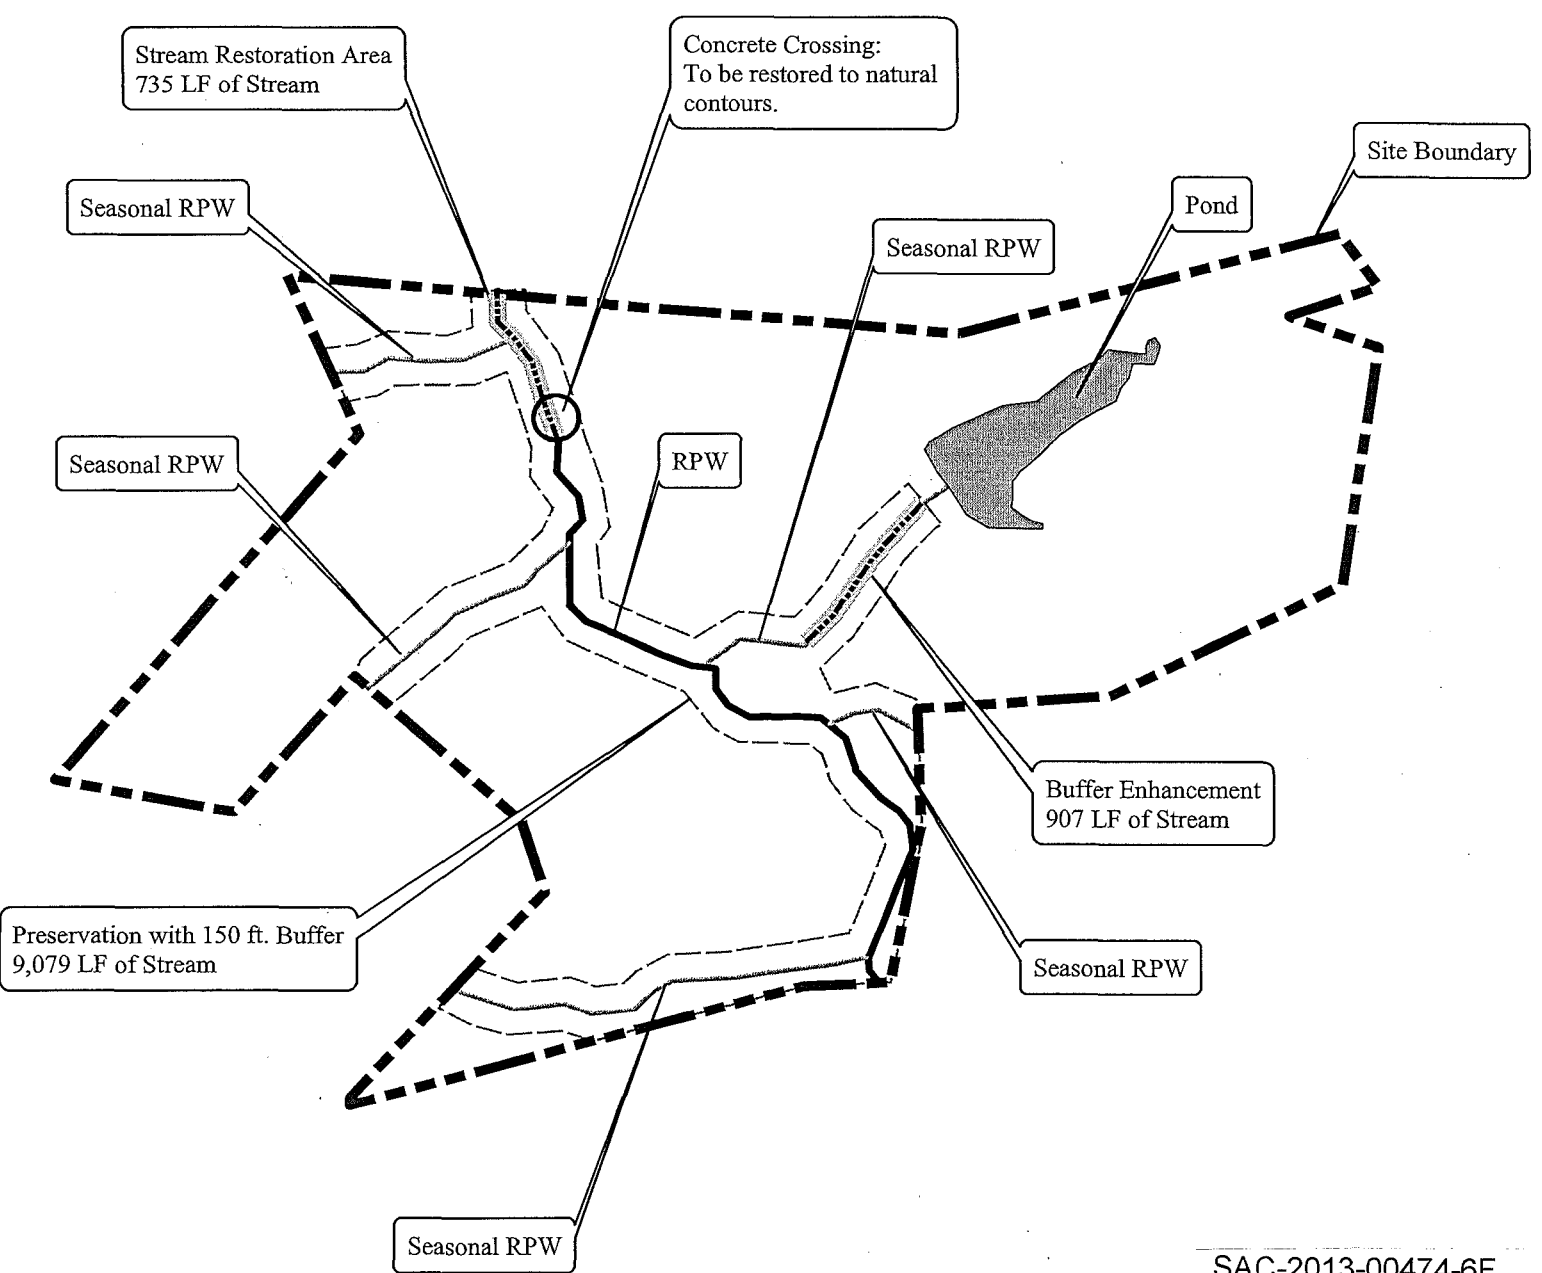 Concrete Crossing:
To be restored to natural
contours.
Stream Restoration Area
735 LF of Stream
Site Boundary
Seasonal RPW
Pond
Seasonal RPW
Seasonal RPW
RPW
Buffer Enhancement
907 LF of Stream
Preservation with 150 ft. Buffer
9,079 LF of Stream
Seasonal RPW
Seasonal RPW